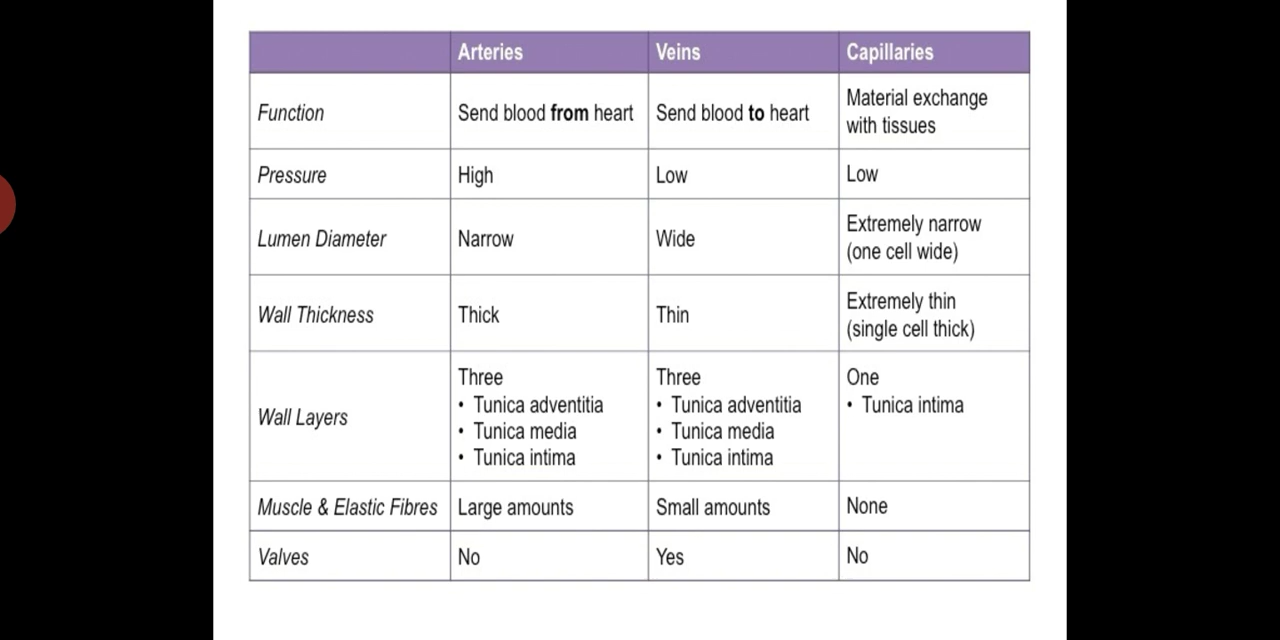 Arteries Veins Capillaries
Function Send blood from heart Send blood to heart Material exchange
with tissues
Pressure High Low Low
Lumen Diameter Narrow Wide Extremely narrow
(one cell wide)
Wall Thickness Thick Thin Extremely thin
(single cell thick)
Wall Layers
Three
• Tunica adventitia
• Tunica media
• Tunica intima
Three
• Tunica adventitia
• Tunica media
• Tunica intima
One
• Tunica intima
Muscle & Elastic Fibres Large amounts Small amounts None
Valves No Yes No